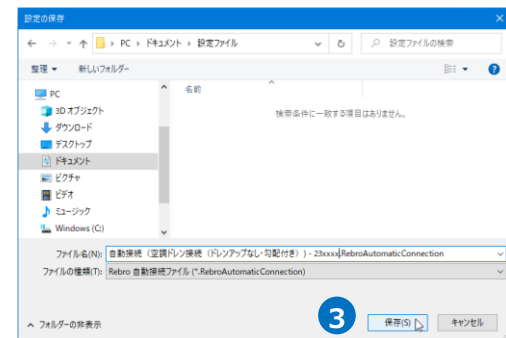 設定の保存
PC › ドキュメント › 設定ファイル
設定ファイルの検索
整理 新しいフォルダー
PC
3D オブジェクト
ダウンロード
デスクトップ
ドキュメント
ピクチャ
ビデオ
ミュージック
Windows (C:)
名前
検索条件に一致する項目はありません。
ファイル名(N): 自動接続（空調ドレン接続（ドレンアップなし・勾配付き）) - 23xxxx.RebroAutomaticConnection
ファイルの種類(T): Rebro 自動接続ファイル (*.RebroAutomaticConnection)
フォルダーの非表示
3
保存(S) キャンセル